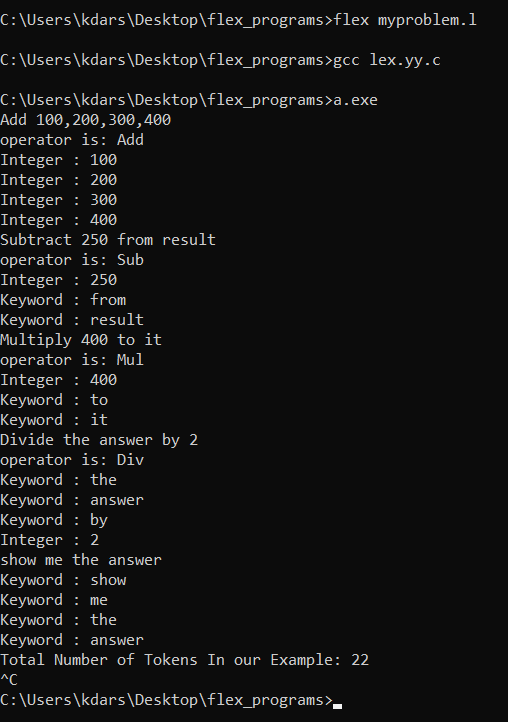 C:\Users\kdars\Desktop\flex_programs>flex myproblem.l
C:\Users\kdars\Desktop\flex_programs>gcc lex.yy.c
C:\Users\kdars\Desktop\flex_programs>a.exe
Add 100,200,300,400
operator is: Add
Integer : 100
Integer : 200
Integer : 300
Integer : 400
Subtract 250 from result
operator is: Sub
Integer : 250
Keyword : from
Keyword : result
Multiply 400 to it
operator is: Mul
Integer : 400
Keyword : to
Keyword : it
Divide the answer by 2
operator is: Div
Keyword : the
Keyword : answer
Keyword : by
Integer : 2
show me the answer
Keyword : show
Keyword : me
Keyword : the
Keyword : answer
Total Number of Tokens In our Example: 22
^C
C:\Users\kdars\Desktop\flex_programs>